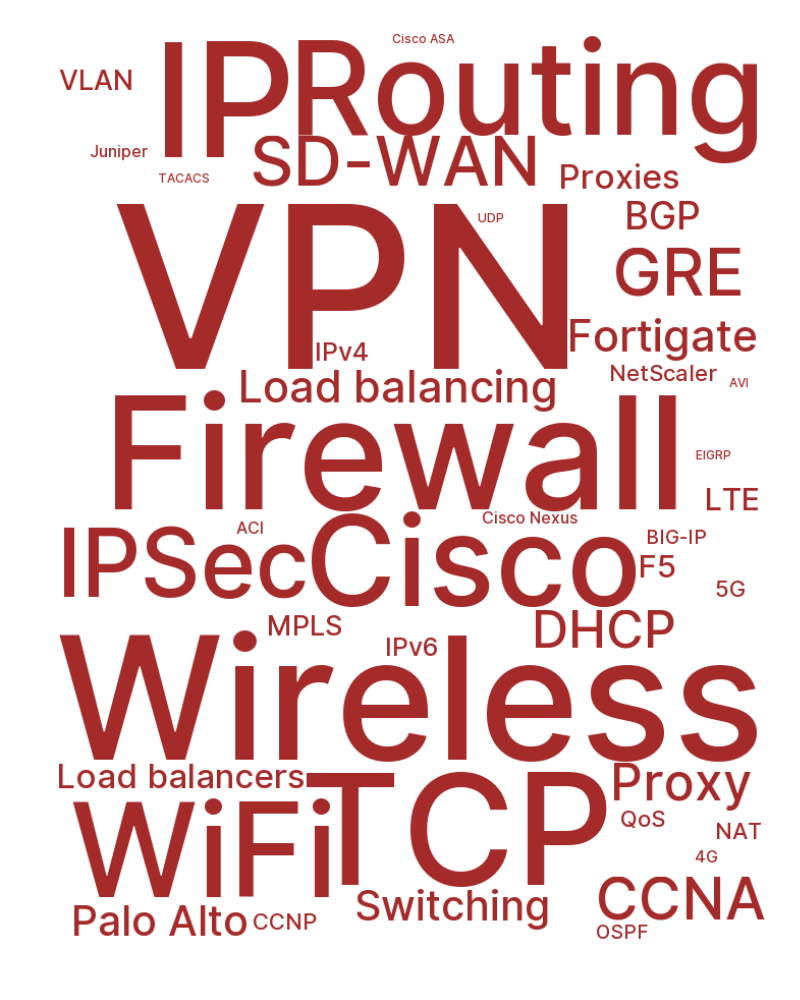 Cisco ASA
IP
Routing
VLAN
Juniper
SD-WAN
TACACS
Proxies
VPN
UDP
BGP
GRE
Fortigate
IPv4
NetScaler
Load balancing
AVI
Firewall
EIGRP
LTE
Cisco Nexus
ACI
IPSec
Cisco
BIG-IP
F5
5G
MPLS
DHCP
IPv6
Wireless
Load balancers
TCP
Proxy
WiFi
QoS
NAT
4G
Switching
CCNA
Palo Alto
CCNP
OSPF